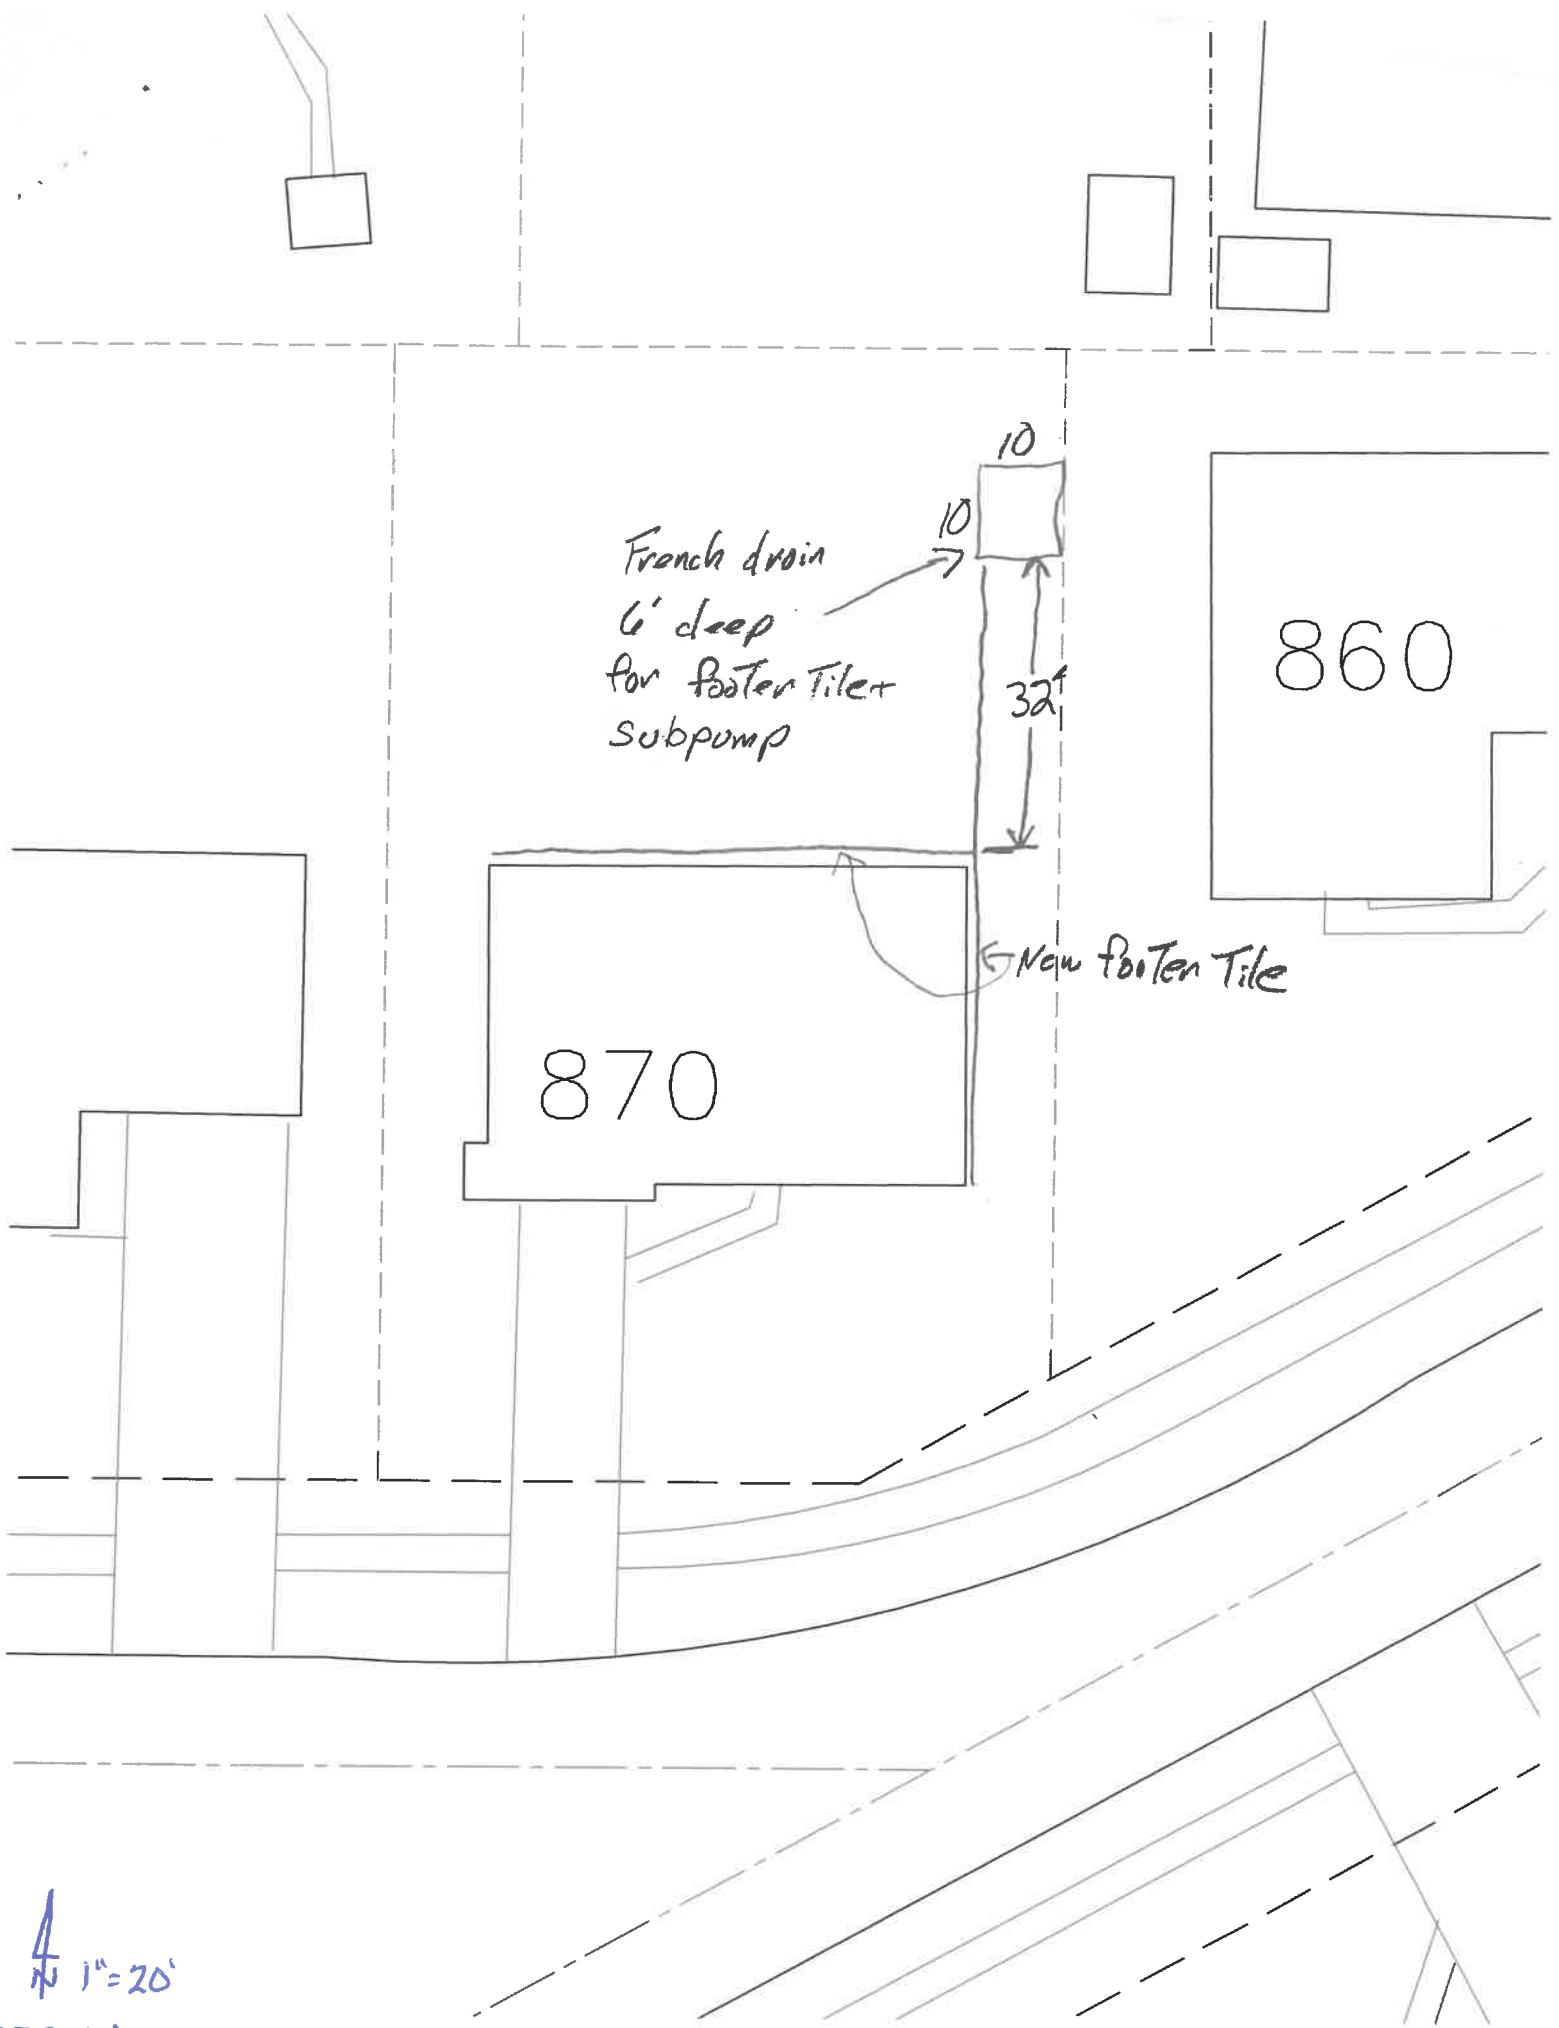 10
10
French drain
6' deep
for footer Tile +
Subpump
32'
860
New footer Tile
870
N 1"=20'